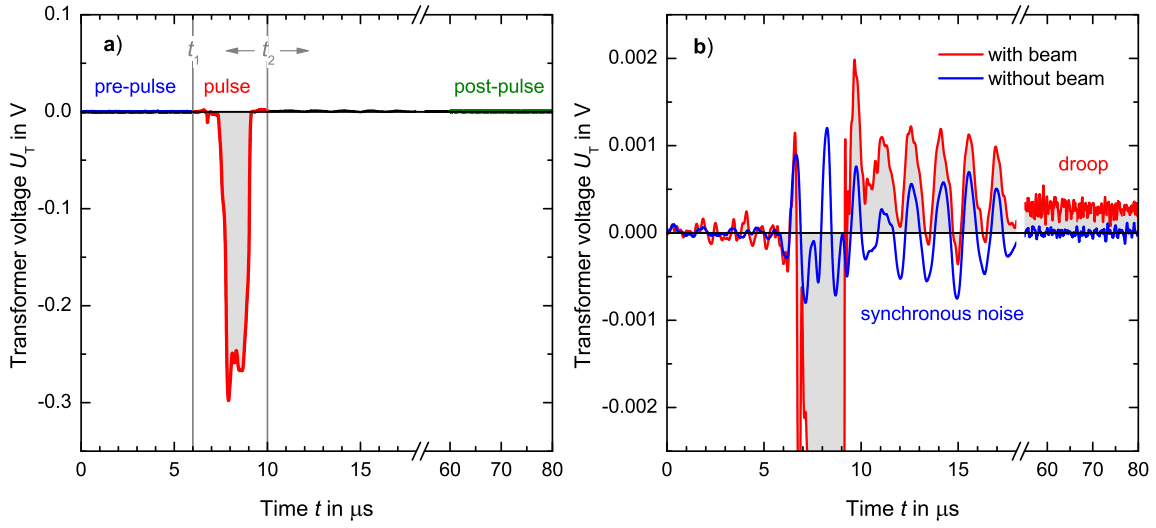 a)
t1
t2
pre-pulse
pulse
post-pulse
0.1
0.0
-0.1
-0.2
-0.3
Transformer voltage UT in V
0
5
10
15
60
70
80
Time t in μs
b)
with beam
without beam
droop
synchronous noise
0.002
0.001
0.000
-0.001
-0.002
Transformer voltage UT in V
0
5
10
15
60
70
80
Time t in μs